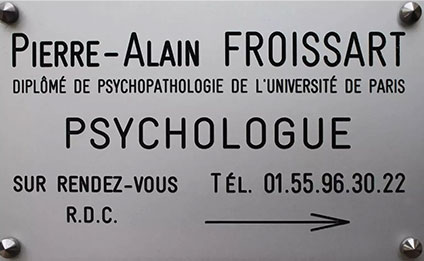 PIERRE-ALAIN FROISSART
DIPLÔMÉ DE PSYCHOPATHOLOGIE DE L'UNIVERSITÉ DE PARIS
PSYCHOLOGUE
SUR RENDEZ-VOUS TÉL. 01.55.96.30.22
R.D.C.